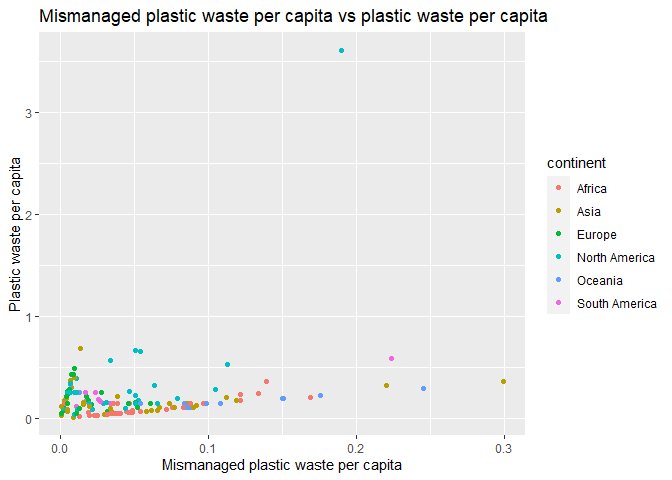 Mismanaged plastic waste per capita vs plastic waste per capita
Plastic waste per capita
3
2
1
0
0.0
0.1
0.2
0.3
Mismanaged plastic waste per capita
continent
Africa
Asia
Europe
North America
Oceania
South America